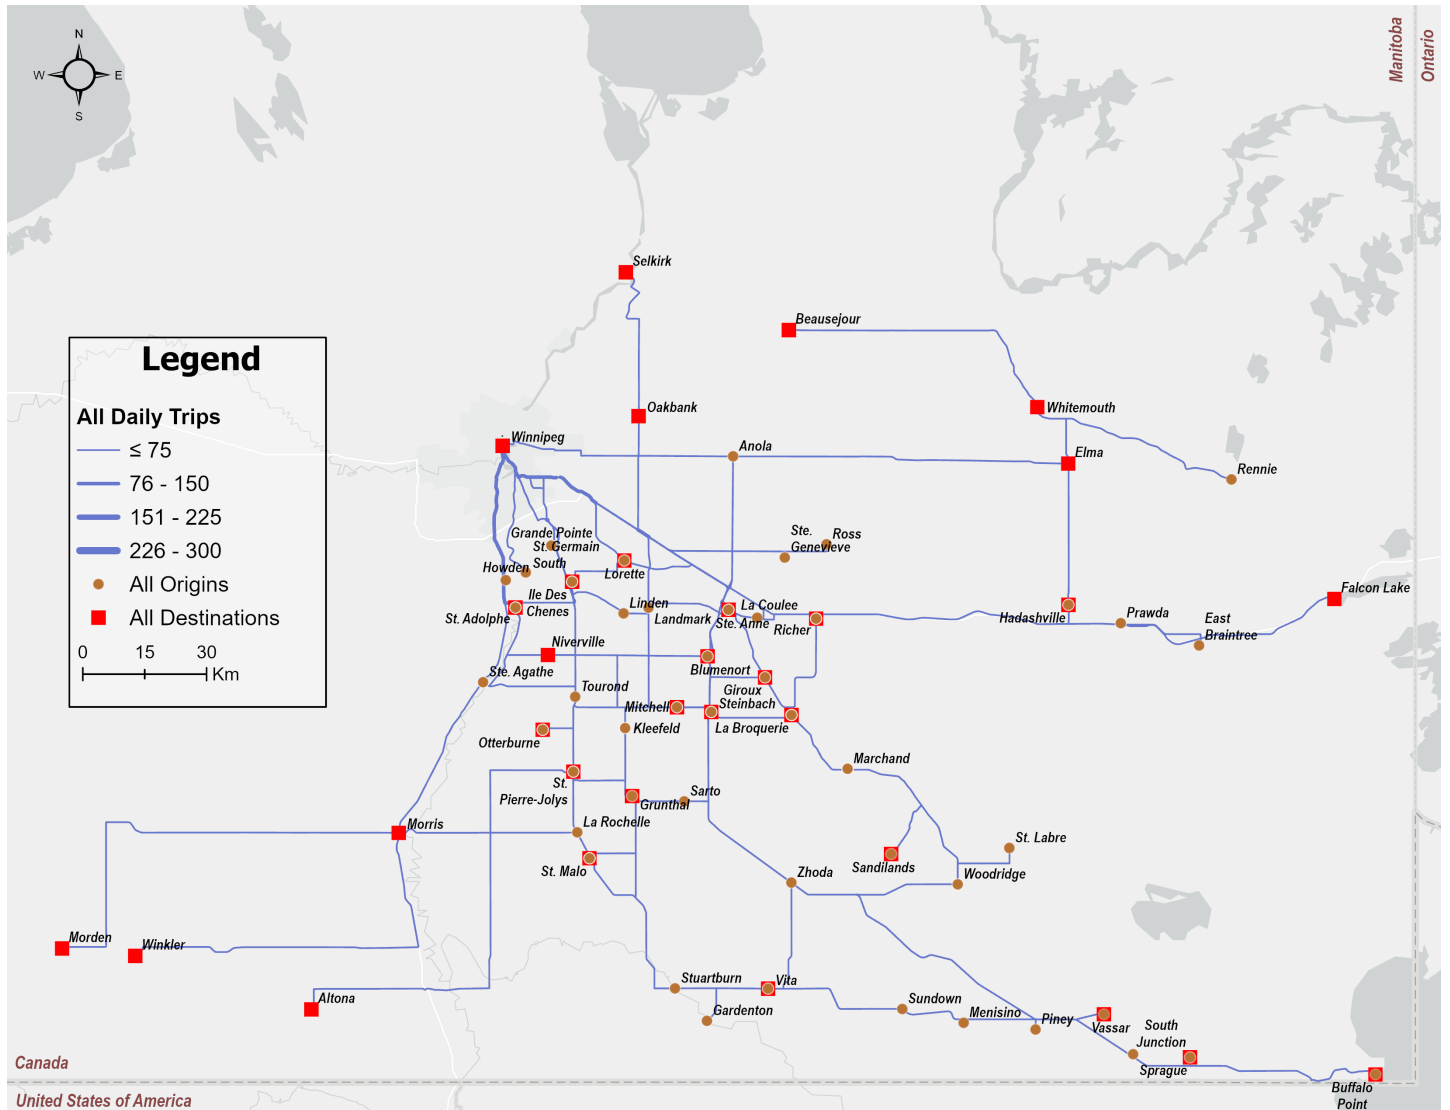 N
W E
S
Manitoba
Ontario
Selkirk
Beausejour
Legend
All Daily Trips
≤ 75
76 - 150
151 - 225
226 - 300
All Origins
All Destinations
0 15 30
Km
Oakbank
Whitemouth
Winnipeg
Anola
Elma
Rennie
Grande Pointe
St. Germain
South
Ste.
Genevieve
Ross
Howden
Lorette
Falcon Lake
Ile Des
Chenes
Linden
Landmark
La Coulee
Ste. Anne
Richer
Hadashville
Prawda
East
Braintree
St. Adolphe
Niverville
Blumenort
Ste. Agathe
Tourond
Giroux
Steinbach
Mitchell
Kleefeld
La Broquerie
Otterburne
Marchand
St.
Pierre-Jolys
Grunthal
Sarto
Morris
La Rochelle
St. Labre
St. Malo
Zhoda
Sandilands
Woodridge
Morden
Winkler
Altona
Stuartburn
Vita
Gardenton
Sundown
Menisino
Piney
Vassar
South
Junction
Sprague
Buffalo
Point
Canada
United States of America